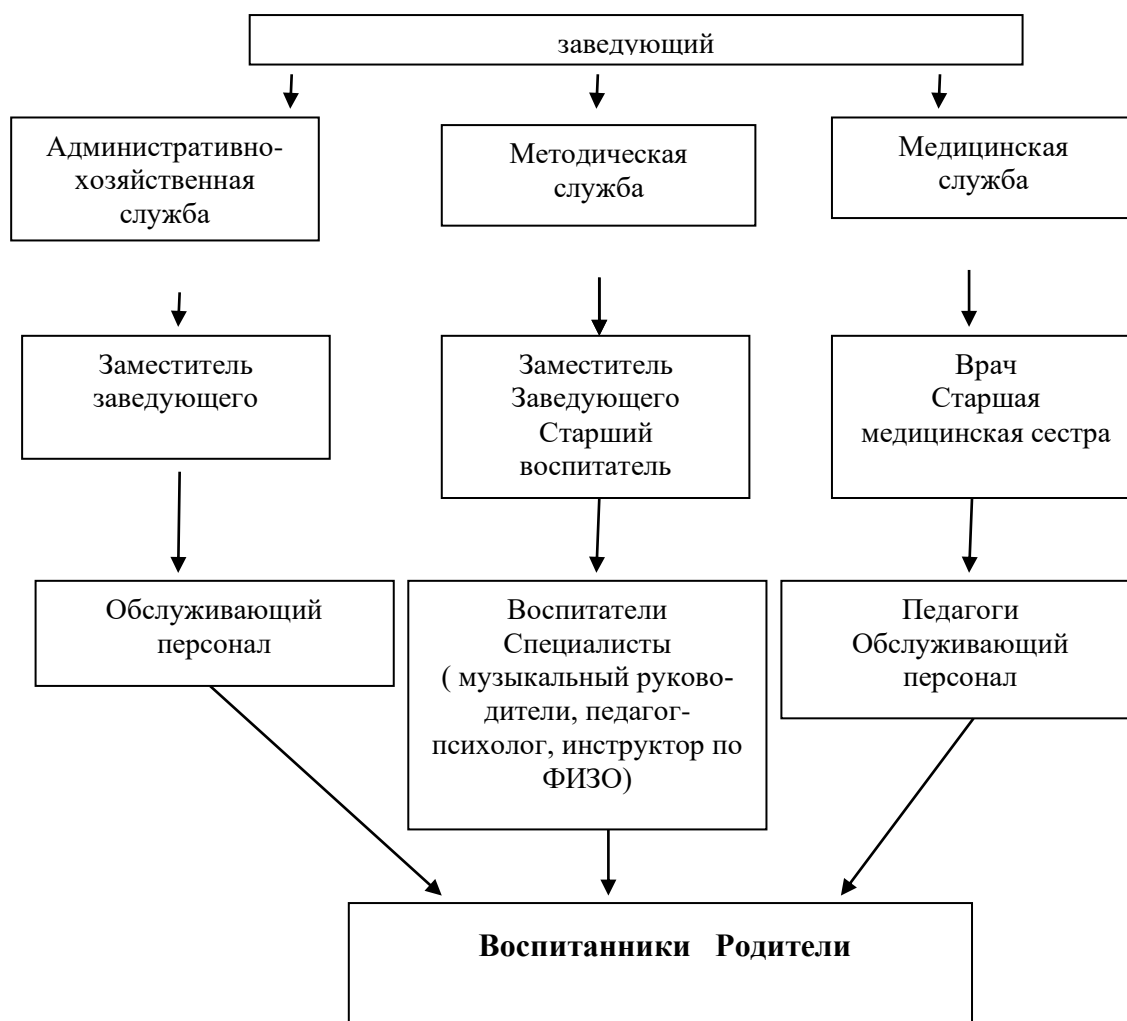 заведующий
Административно-
хозяйственная
служба
Методическая
служба
Медицинская
служба
Заместитель
заведующего
Заместитель
Заведующего
Старший
воспитатель
Врач
Старшая
медицинская сестра
Обслуживающий
персонал
Воспитатели
Специалисты
( музыкальный руково-
дители, педагог-
психолог, инструктор по
ФИЗО)
Педагоги
Обслуживающий
персонал
Воспитанники Родители